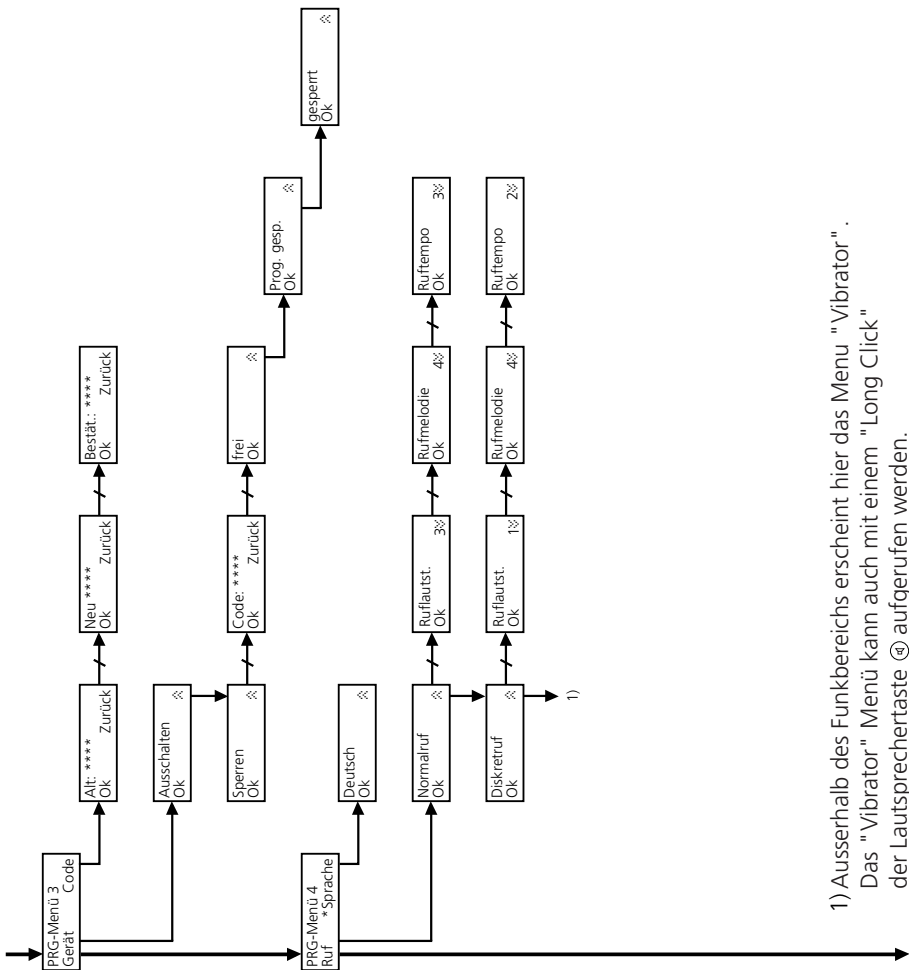 PRG-Menü 3
Gerät Code
Alt: ****
Ok Zurück
Neu ****
Ok Zurück
Bestät.: ****
Ok Zurück
Ausschalten
Ok
Sperren
Ok
Code: ****
Ok Zurück
frei
Ok
Prog. gesp.
Ok
gesperrt
Ok
PRG-Menü 4
Ruf *Sprache
Deutsch
Ok
Normalruf
Ok
Ruflautst. 3
Ok
Rufmelodie 4
Ok
Ruftempo 3
Ok
Diskretruf
Ok
Ruflautst. 1
Ok
Rufmelodie 4
Ok
Ruftempo 2
Ok
1)
1) Ausserhalb des Funkbereichs erscheint hier das Menu "Vibrator" .
Das "Vibrator" Menü kann auch mit einem "Long Click"
der Lautsprechertaste aufgerufen werden.